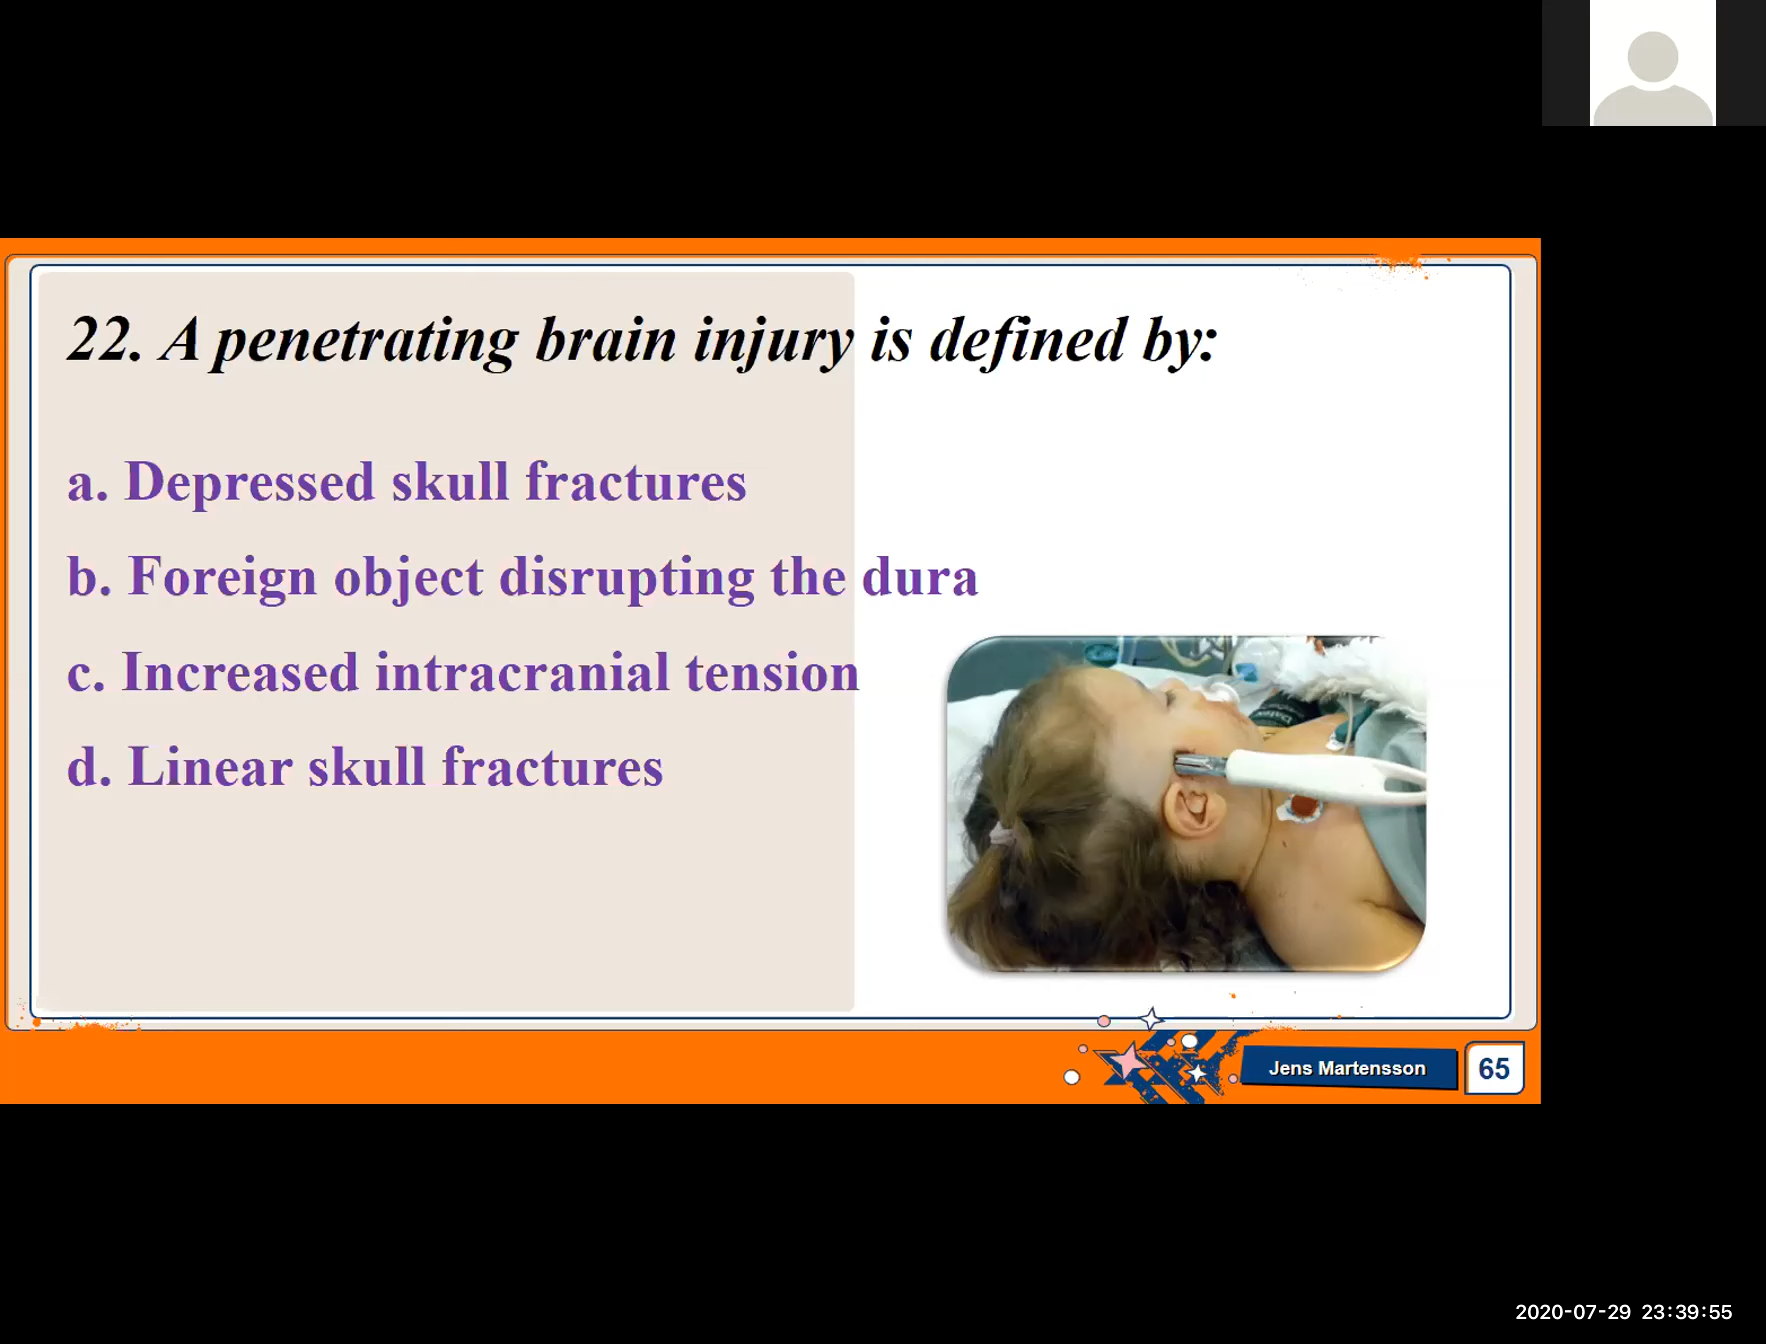 22. A penetrating brain injury is defined by:
a. Depressed skull fractures
b. Foreign object disrupting the dura
c. Increased intracranial tension
d. Linear skull fractures
Jens Martensson
65
2020-07-29 23:39:55